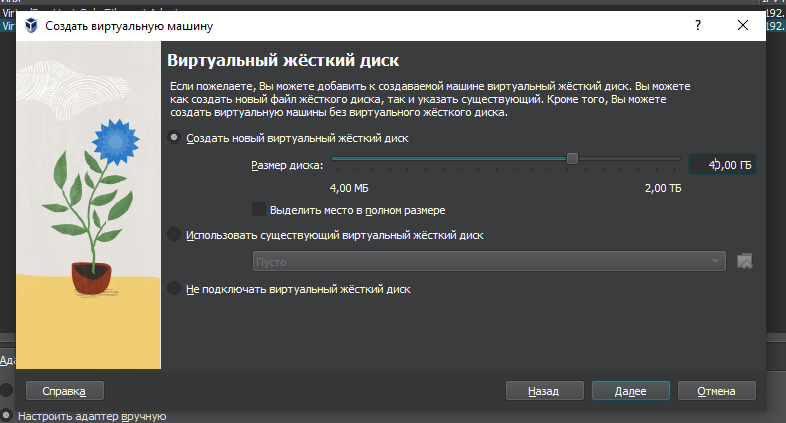 Создать виртуальную машину
?
192.
192.
Виртуальный жёсткий диск
Если пожелаете, Вы можете добавить к создаваемой машине виртуальный жёсткий диск. Вы можете
как создать новый файл жёсткого диска, так и указать существующий. Кроме того, Вы можете
создать виртуальную машины без виртуального жёсткого диска.
Создать новый виртуальный жёсткий диск
Размер диска:
40,00 ГБ
4,00 МБ
2,00 ТБ
Выделить место в полном размере
Использовать существующий виртуальный жёсткий диск
Пусто
Не подключать виртуальный жёсткий диск
Ада
Справка
Назад
Далее
Отмена
Настроить адаптер вручную